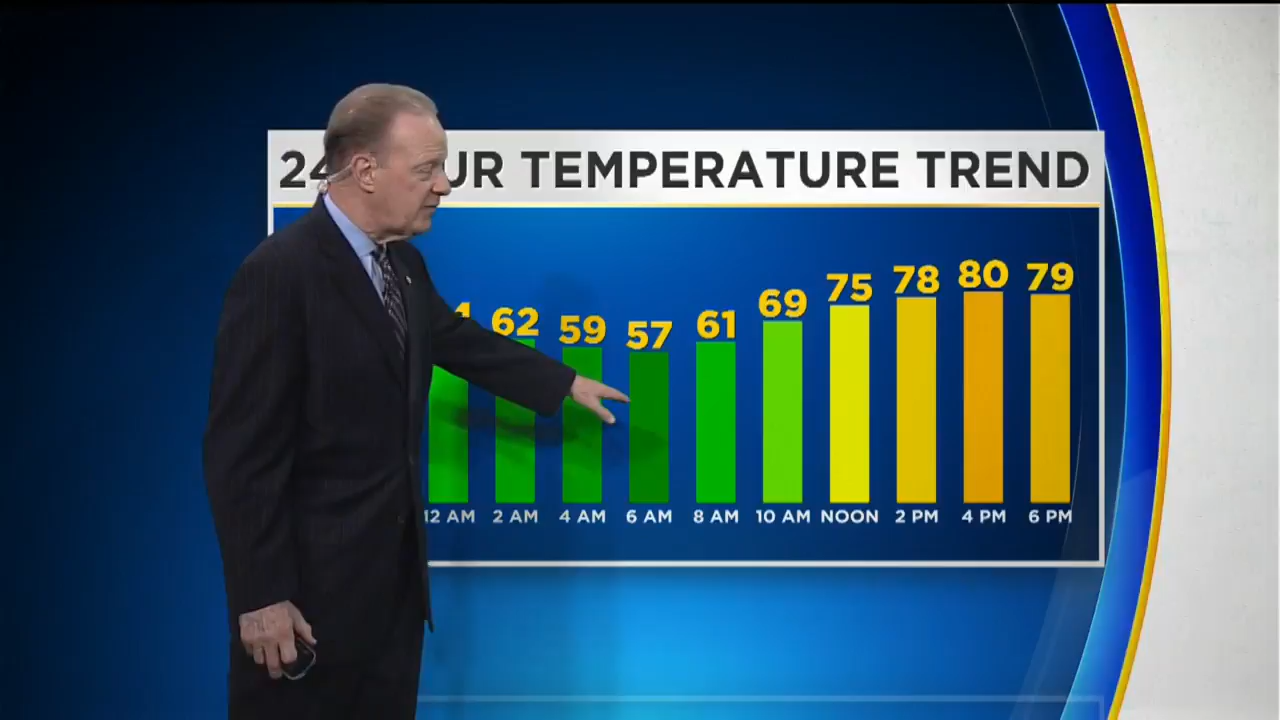 24 UR TEMPERATURE TREND
62 59 57 61 69 75 78 80 79
12 AM 2 AM 4 AM 6 AM 8 AM 10 AM NOON 2 PM 4 PM 6 PM